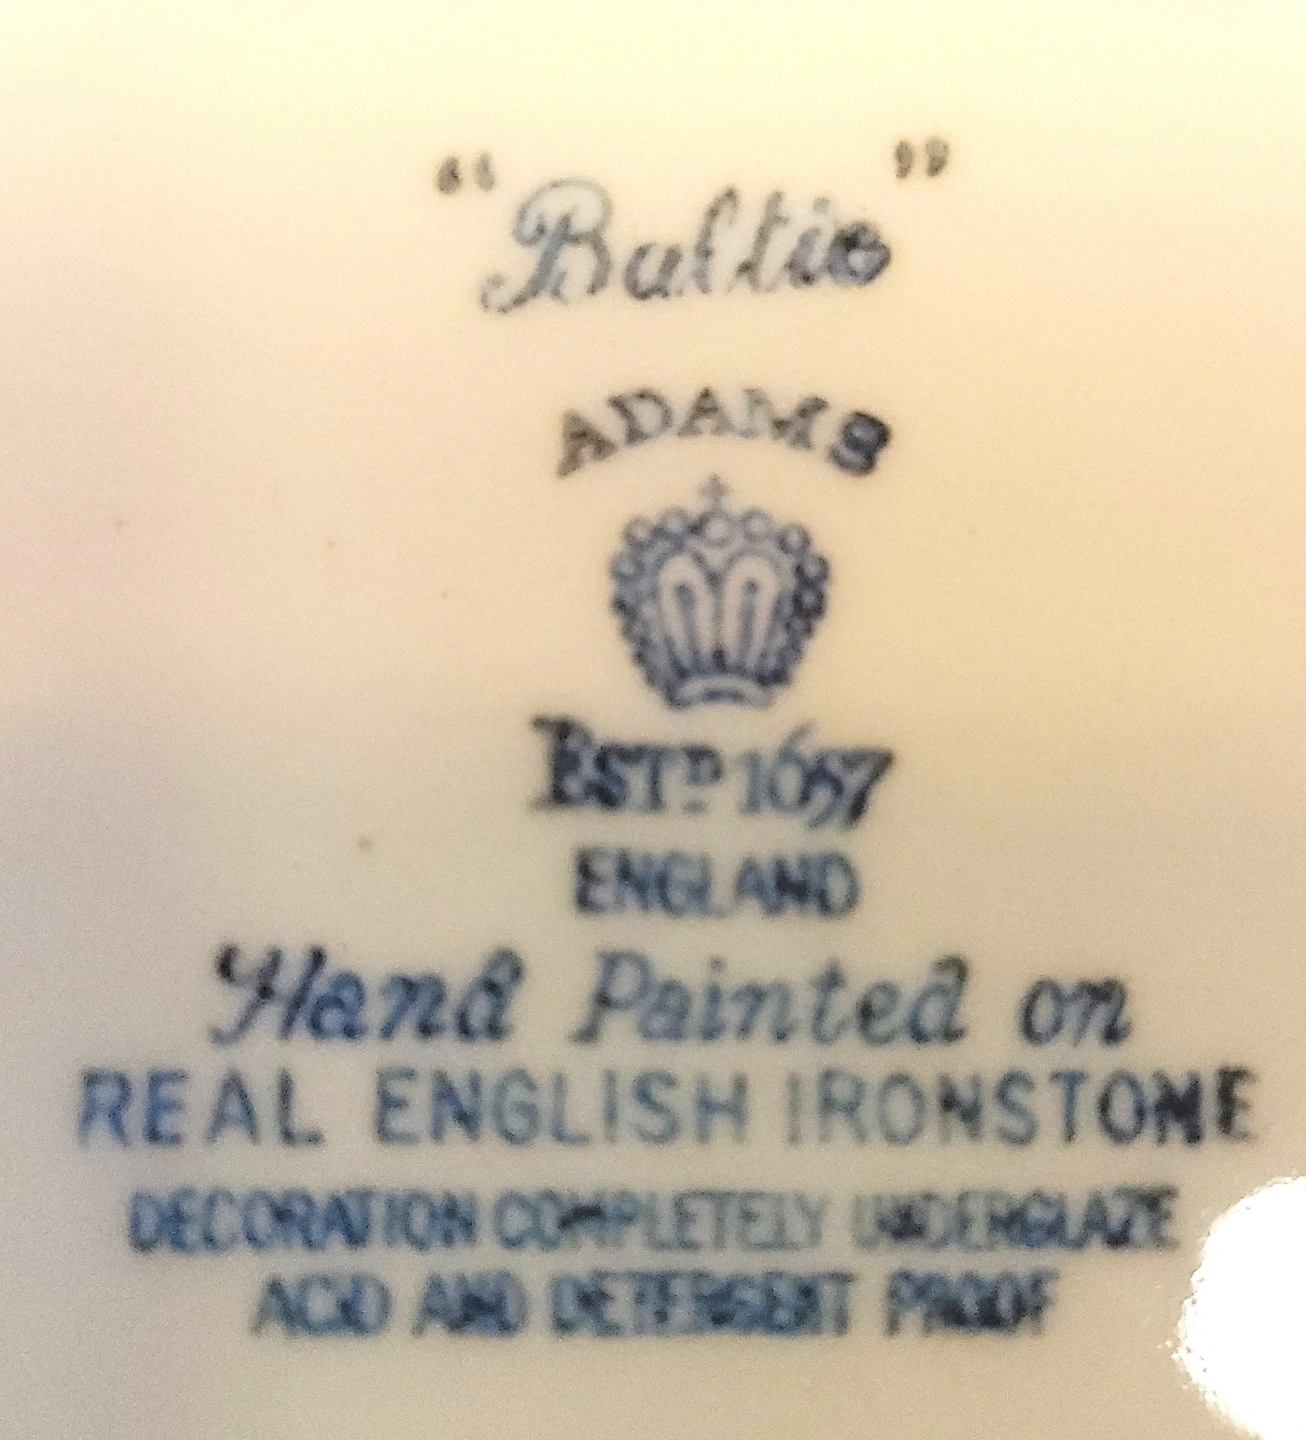 "Baltic"
ADAMS
ESTD 1657
ENGLAND
Hand Painted on
REAL ENGLISH IRONSTONE
DECORATION COMPLETELY UNDERGLAZE
ACID AND DETERGENT PROOF